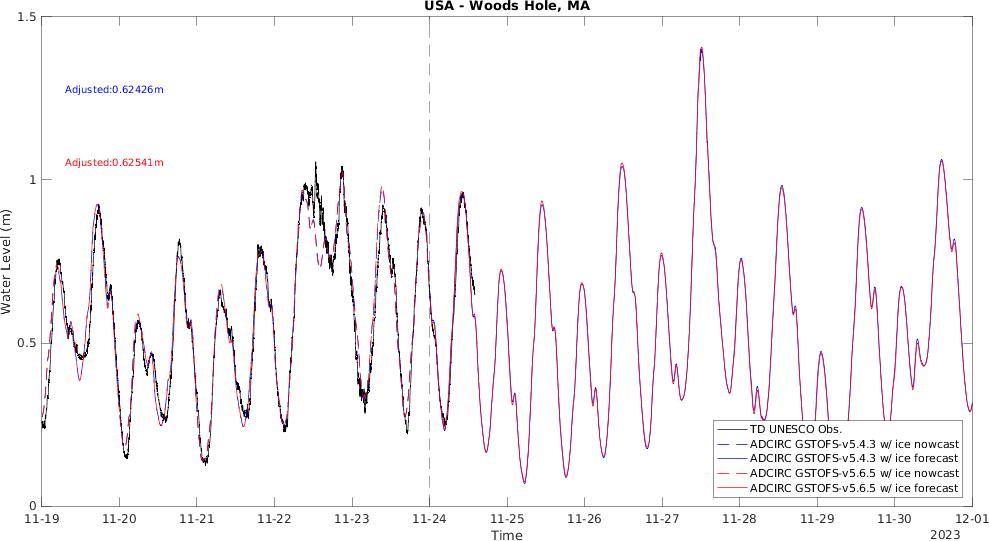 USA - Woods Hole, MA
1.5
1
0.5
0
Water Level (m)
Adjusted:0.62426m
Adjusted:0.62541m
TD UNESCO Obs.
ADCIRC GSTOFS-v5.4.3 w/ ice nowcast
ADCIRC GSTOFS-v5.4.3 w/ ice forecast
ADCIRC GSTOFS-v5.6.5 w/ ice nowcast
ADCIRC GSTOFS-v5.6.5 w/ ice forecast
11-19 11-20 11-21 11-22 11-23 11-24 11-25 11-26 11-27 11-28 11-29 11-30 12-01
Time
2023